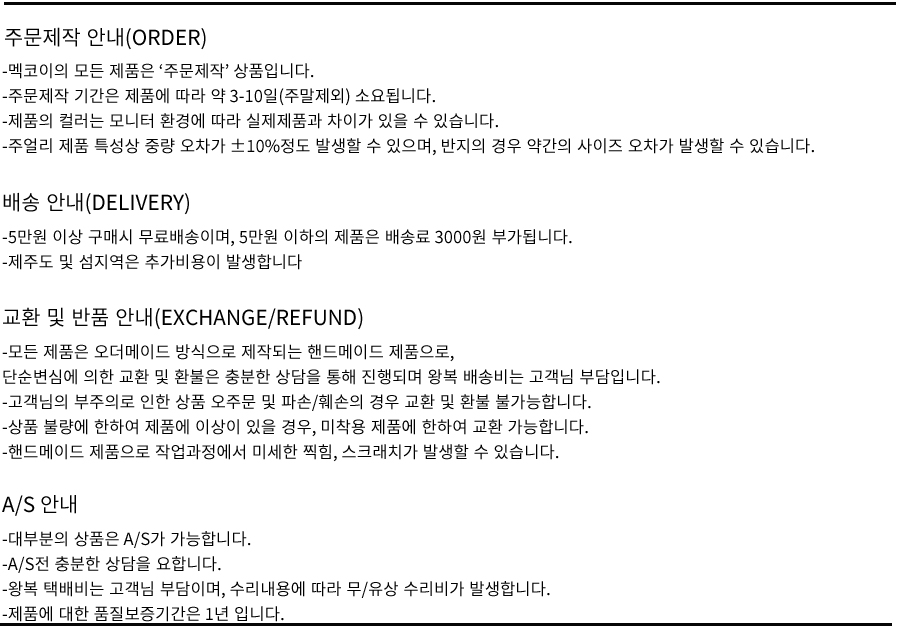 주문제작 안내(ORDER)
-멕코이의 모든 제품은 ‘주문제작’ 상품입니다.
-주문제작 기간은 제품에 따라 약 3-10일(주말제외) 소요됩니다.
-제품의 컬러는 모니터 환경에 따라 실제제품과 차이가 있을 수 있습니다.
-주얼리 제품 특성상 중량 오차가 ±10%정도 발생할 수 있으며, 반지의 경우 약간의 사이즈 오차가 발생할 수 있습니다.
배송 안내(DELIVERY)
-5만원 이상 구매시 무료배송이며, 5만원 이하의 제품은 배송료 3000원 부가됩니다.
-제주도 및 섬지역은 추가비용이 발생합니다
교환 및 반품 안내(EXCHANGE/REFUND)
-모든 제품은 오더메이드 방식으로 제작되는 핸드메이드 제품으로,
단순변심에 의한 교환 및 환불은 충분한 상담을 통해 진행되며 왕복 배송비는 고객님 부담입니다.
-고객님의 부주의로 인한 상품 오주문 및 파손/훼손의 경우 교환 및 환불 불가능합니다.
-상품 불량에 한하여 제품에 이상이 있을 경우, 미착용 제품에 한하여 교환 가능합니다.
-핸드메이드 제품으로 작업과정에서 미세한 찍힘, 스크래치가 발생할 수 있습니다.
A/S 안내
-대부분의 상품은 A/S가 가능합니다.
-A/S전 충분한 상담을 요합니다.
-왕복 택배비는 고객님 부담이며, 수리내용에 따라 무/유상 수리비가 발생합니다.
-제품에 대한 품질보증기간은 1년 입니다.